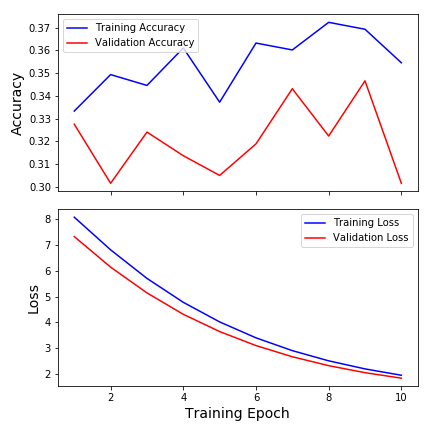 0.37
0.36
0.35
0.34
0.33
0.32
0.31
0.30
Accuracy
Training Accuracy
Validation Accuracy
8
7
6
5
4
3
2
Loss
Training Loss
Validation Loss
2 4 6 8 10
Training Epoch